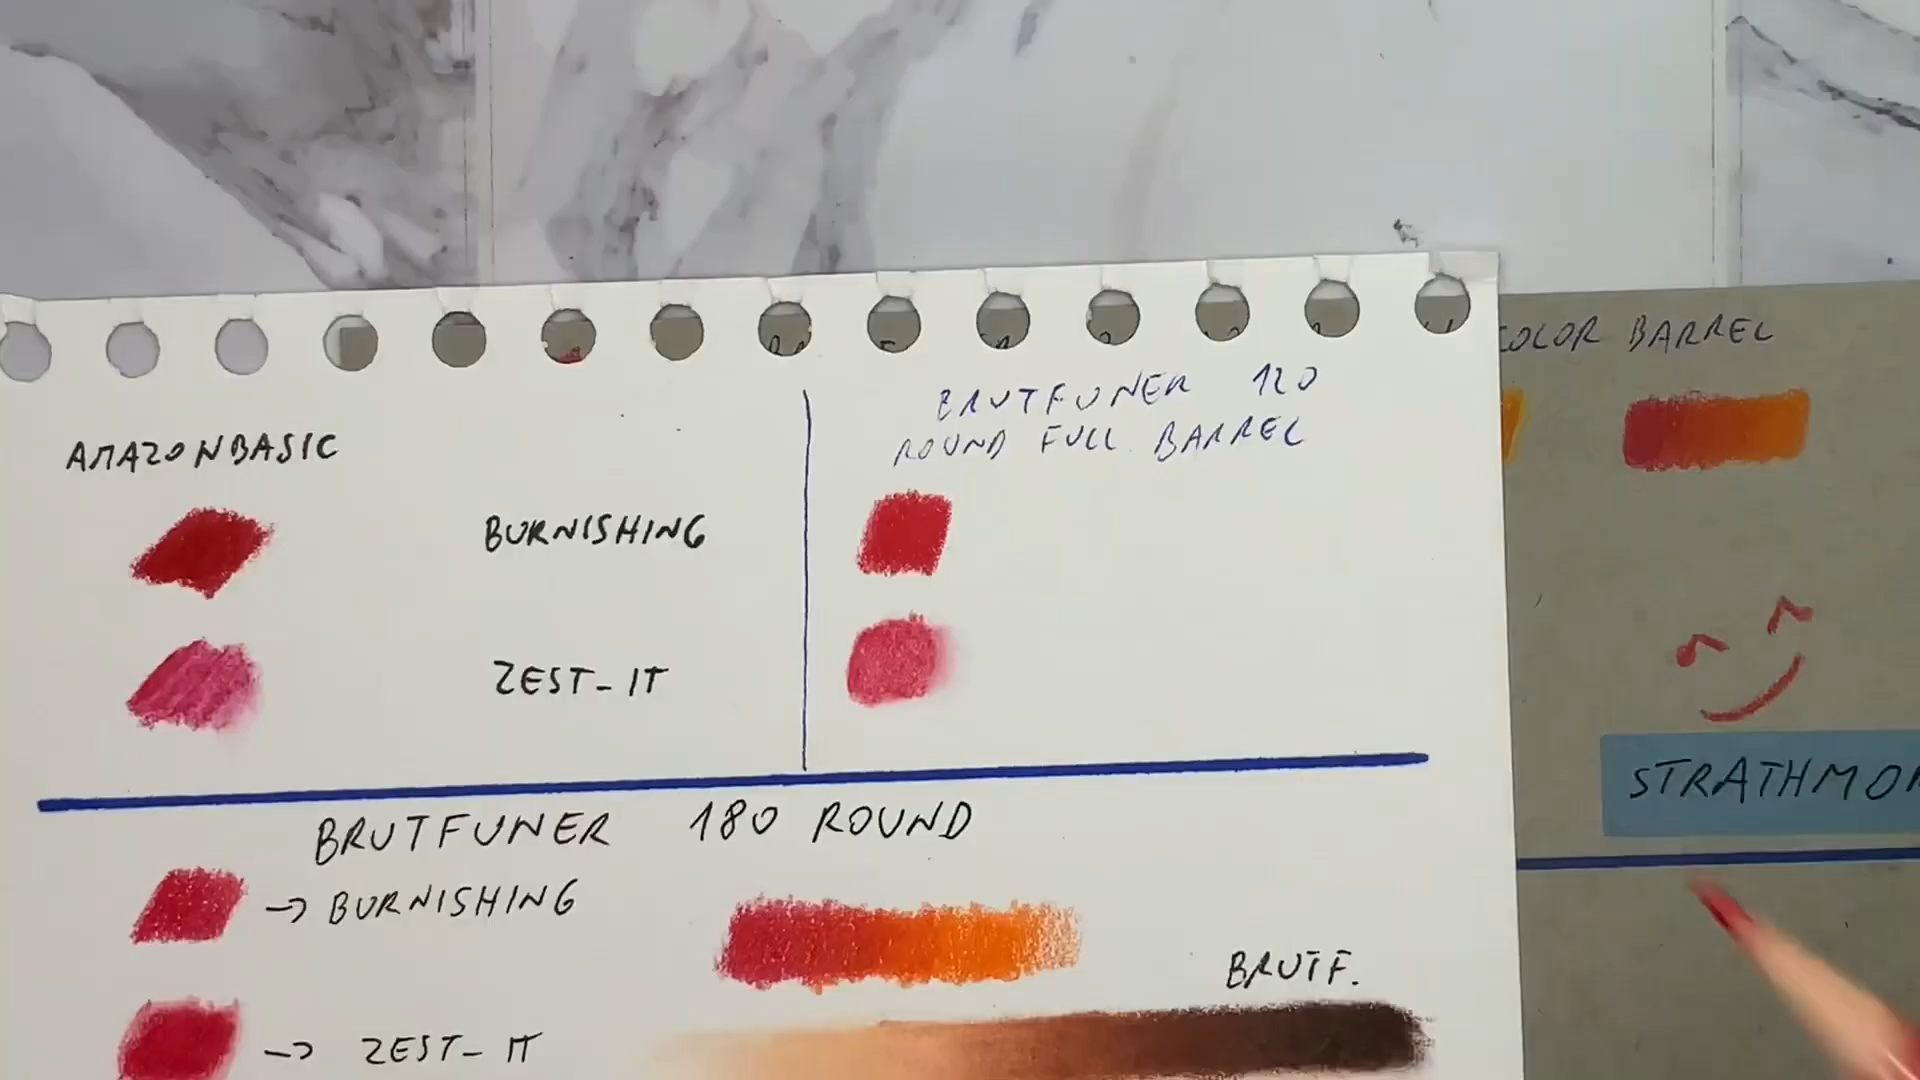 COLOR BARREL
BRUTFUNER 120
ROUND FULL BARREL
AMAZONBASIC
BURNISHING
ZEST-IT
BRUTFUNER 180 ROUND
-> BURNISHING
BRUTF.
-> ZEST-IT